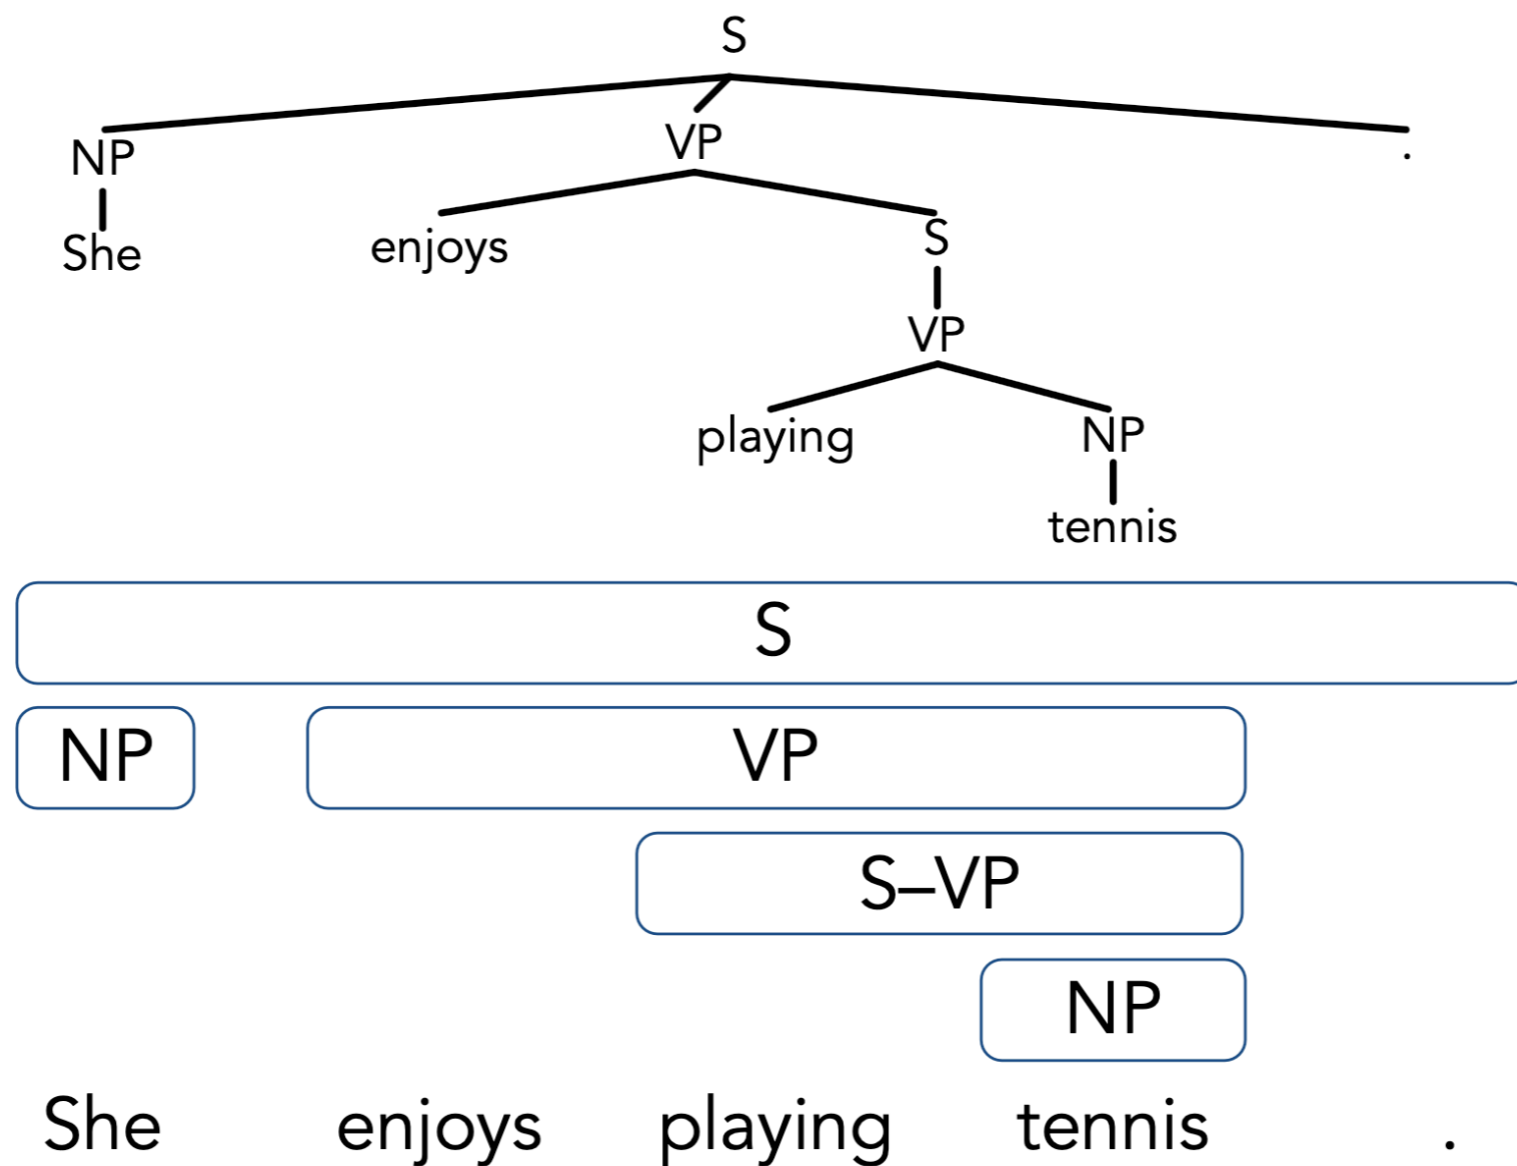 S
NP VP .
She enjoys S
VP
playing NP
tennis
S
NP VP
S–VP
NP
She enjoys playing tennis .